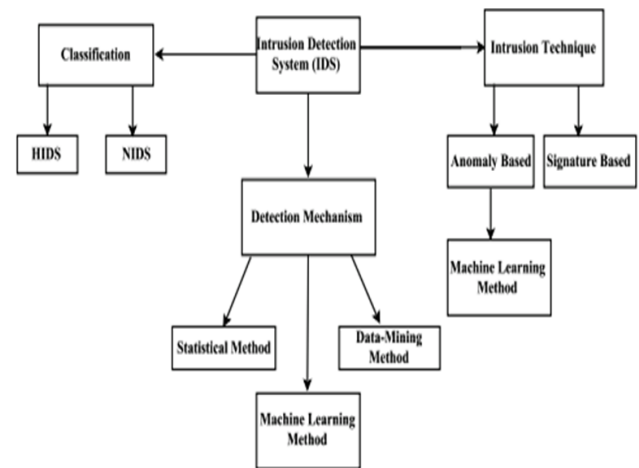 Classification
Intrusion Detection
System (IDS)
Intrusion Technique
HIDS
NIDS
Anomaly Based
Signature Based
Detection Mechanism
Machine Learning
Method
Statistical Method
Data-Mining
Method
Machine Learning
Method